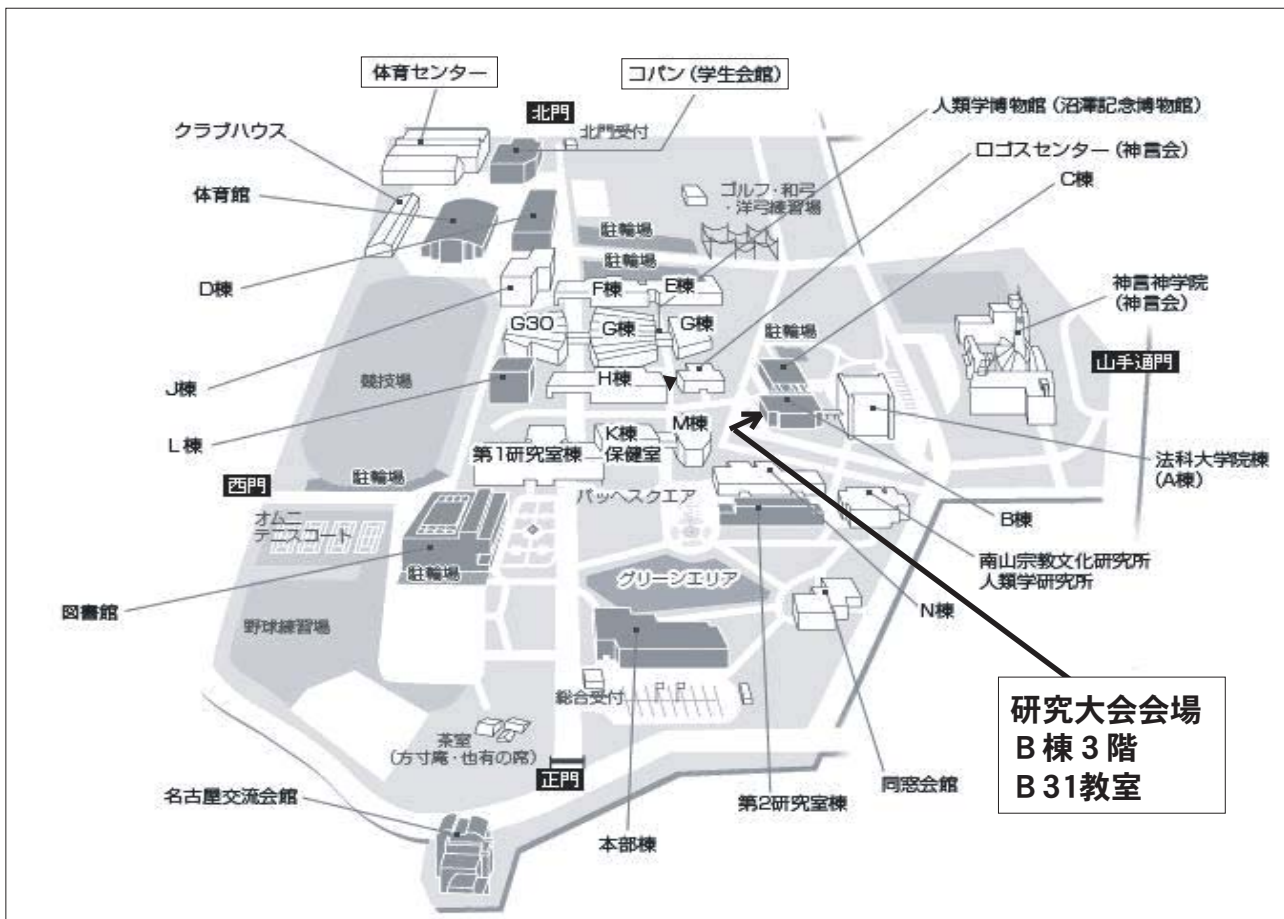 体育センター
コパン(学生会館)
北門
北門受付
人類学博物館(沼澤記念博物館)
クラブハウス
ロゴスセンター(神言会)
C棟
体育館
ゴルフ・和弓
・洋弓練習場
駐輪場
駐輪場
D棟
F棟
E棟
神言神学院
(神言会)
G30
G棟
G棟
駐輪場
山手通門
J棟
競技場
H棟
L棟
M棟
K棟
第1研究室棟
保健室
法科大学院棟
(A棟)
駐輪場
西門
パッヘスクエア
B棟
オムニ
テニスコート
南山宗教文化研究所
人類学研究所
駐輪場
グリーンエリア
図書館
N棟
野球練習場
総合受付
研究大会会場
B棟3階
B31教室
茶室
(方寸庵・也有の席)
正門
同窓会館
名古屋交流会館
第2研究室棟
本部棟